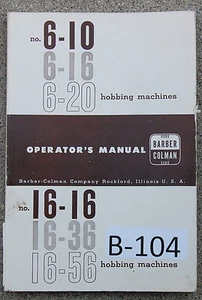 no. 6-10
6-16
6-20 hobbing machines
OPERATOR'S MANUAL
BARBER
COLMAN
Barber-Colman Company Rockford, Illinois U. S. A.
no. 16-16
16-36
16-56 hobbing machines
B-104